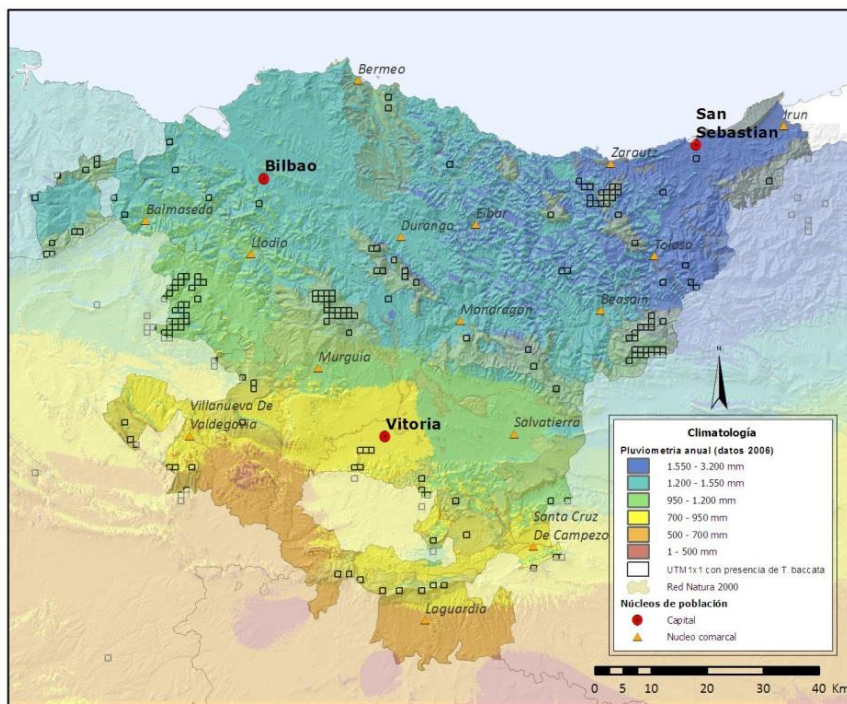 Bermeo
San
Sebastian
Irun
Zarautz
Bilbao
Balmaseda
Durango
Eibar
Llodio
Tolosa
Mondragon
Beasain
Murguia
Villanueva De
Valdegovia
Vitoria
Salvatierra
Santa Cruz
De Campezo
Laguardia
N
Climatología
Pluviometria anual (datos 2006)
1.550 - 3.200 mm
1.200 - 1.550 mm
950 - 1.200 mm
700 - 950 mm
500 - 700 mm
1 - 500 mm
UTM 1x1 con presencia de T. baccata
Red Natura 2000
Núcleos de población
Capital
Nucleo comarcal
0 5 10 20 30 40 Km